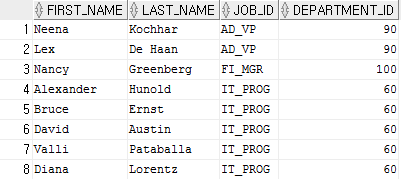 FIRST_NAME LAST_NAME JOB_ID DEPARTMENT_ID
1 Neena Kochhar AD_VP 90
2 Lex De Haan AD_VP 90
3 Nancy Greenberg FI_MGR 100
4 Alexander Hunold IT_PROG 60
5 Bruce Ernst IT_PROG 60
6 David Austin IT_PROG 60
7 Valli Pataballa IT_PROG 60
8 Diana Lorentz IT_PROG 60